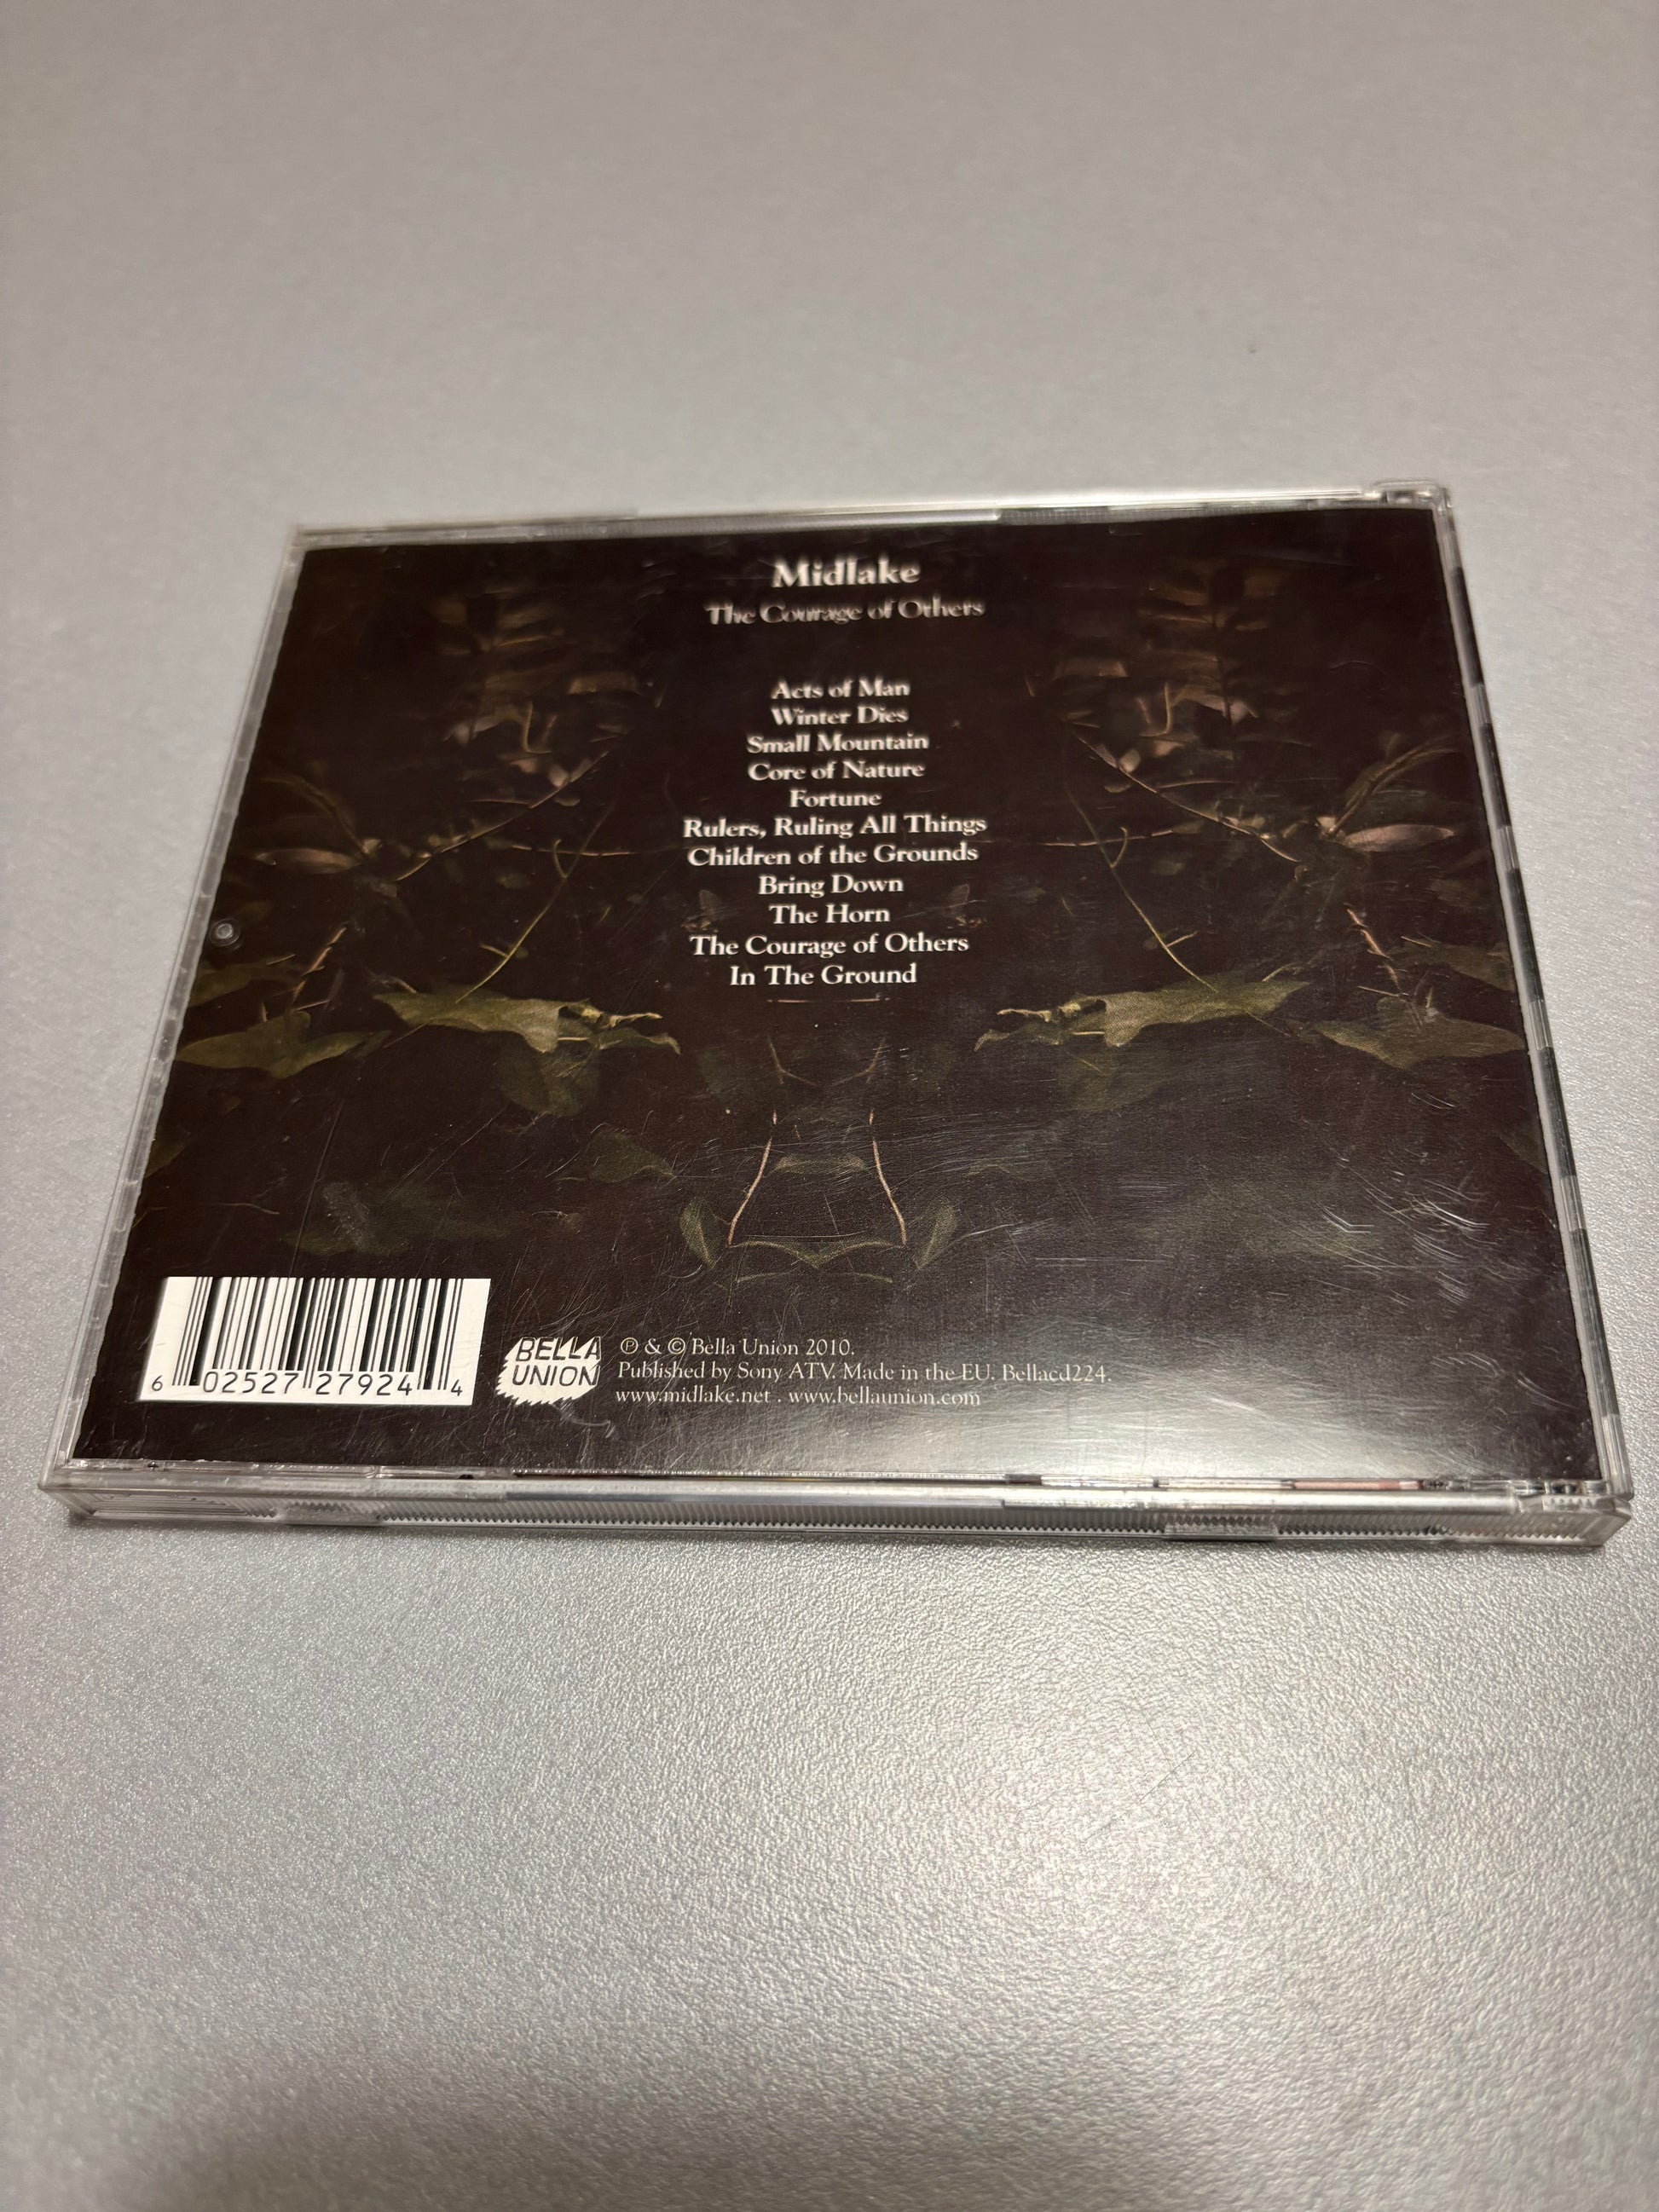 Midlake
The Courage of Others
Acts of Man
Winter Dies
Small Mountain
Core of Nature
Fortune
Rulers, Ruling All Things
Children of the Grounds
Bring Down
The Horn
The Courage of Others
In The Ground
6 02527 27924 4
BELLA
UNION
℗ & © Bella Union 2010.
Published by Sony ATV. Made in the EU. Bellacd224.
www.midlake.net . www.bellaunion.com